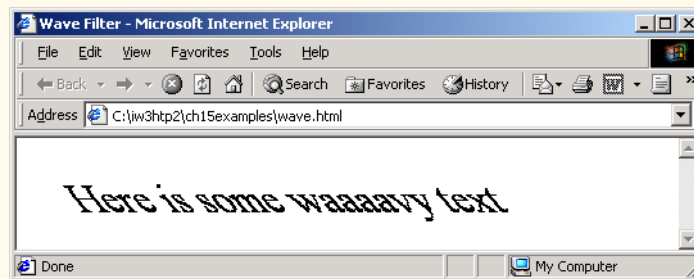 Wave Filter - Microsoft Internet Explorer
File Edit View Favorites Tools Help
Back Search Favorites History W »
Address C:\iw3htp2\ch15examples\wave.html
Here is some waaaavy text
Done My Computer